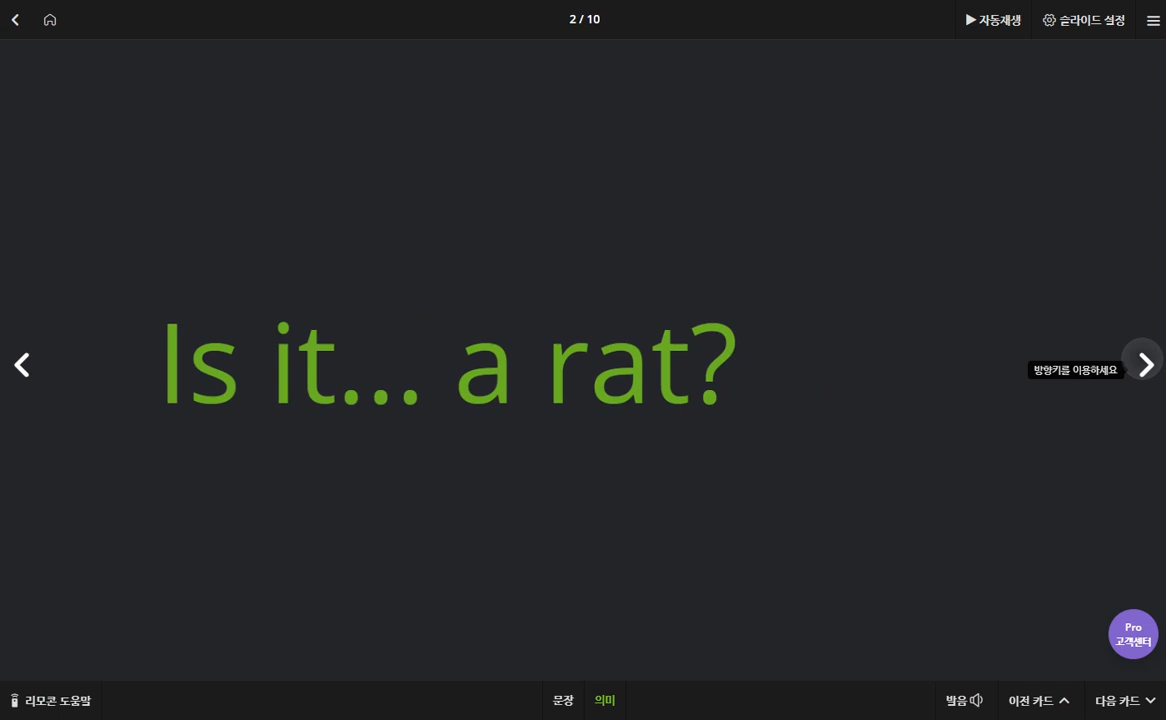 2 / 10
자동재생
슬라이드 설정
Is it... a rat?
방향키를 이용하세요
Pro
고객센터
리모콘 도움말
문장
의미
발음
이전 카드
다음 카드